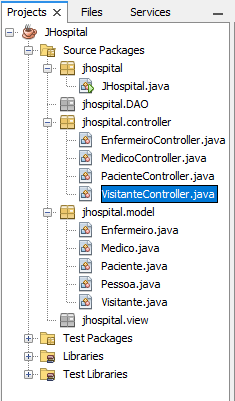 Projects Files Services
JHospital
Source Packages
jhospital
JHospital.java
jhospital.DAO
jhospital.controller
EnfermeiroController.java
MedicoController.java
PacienteController.java
VisitanteController.java
jhospital.model
Enfermeiro.java
Medico.java
Paciente.java
Pessoa.java
Visitante.java
jhospital.view
Test Packages
Libraries
Test Libraries